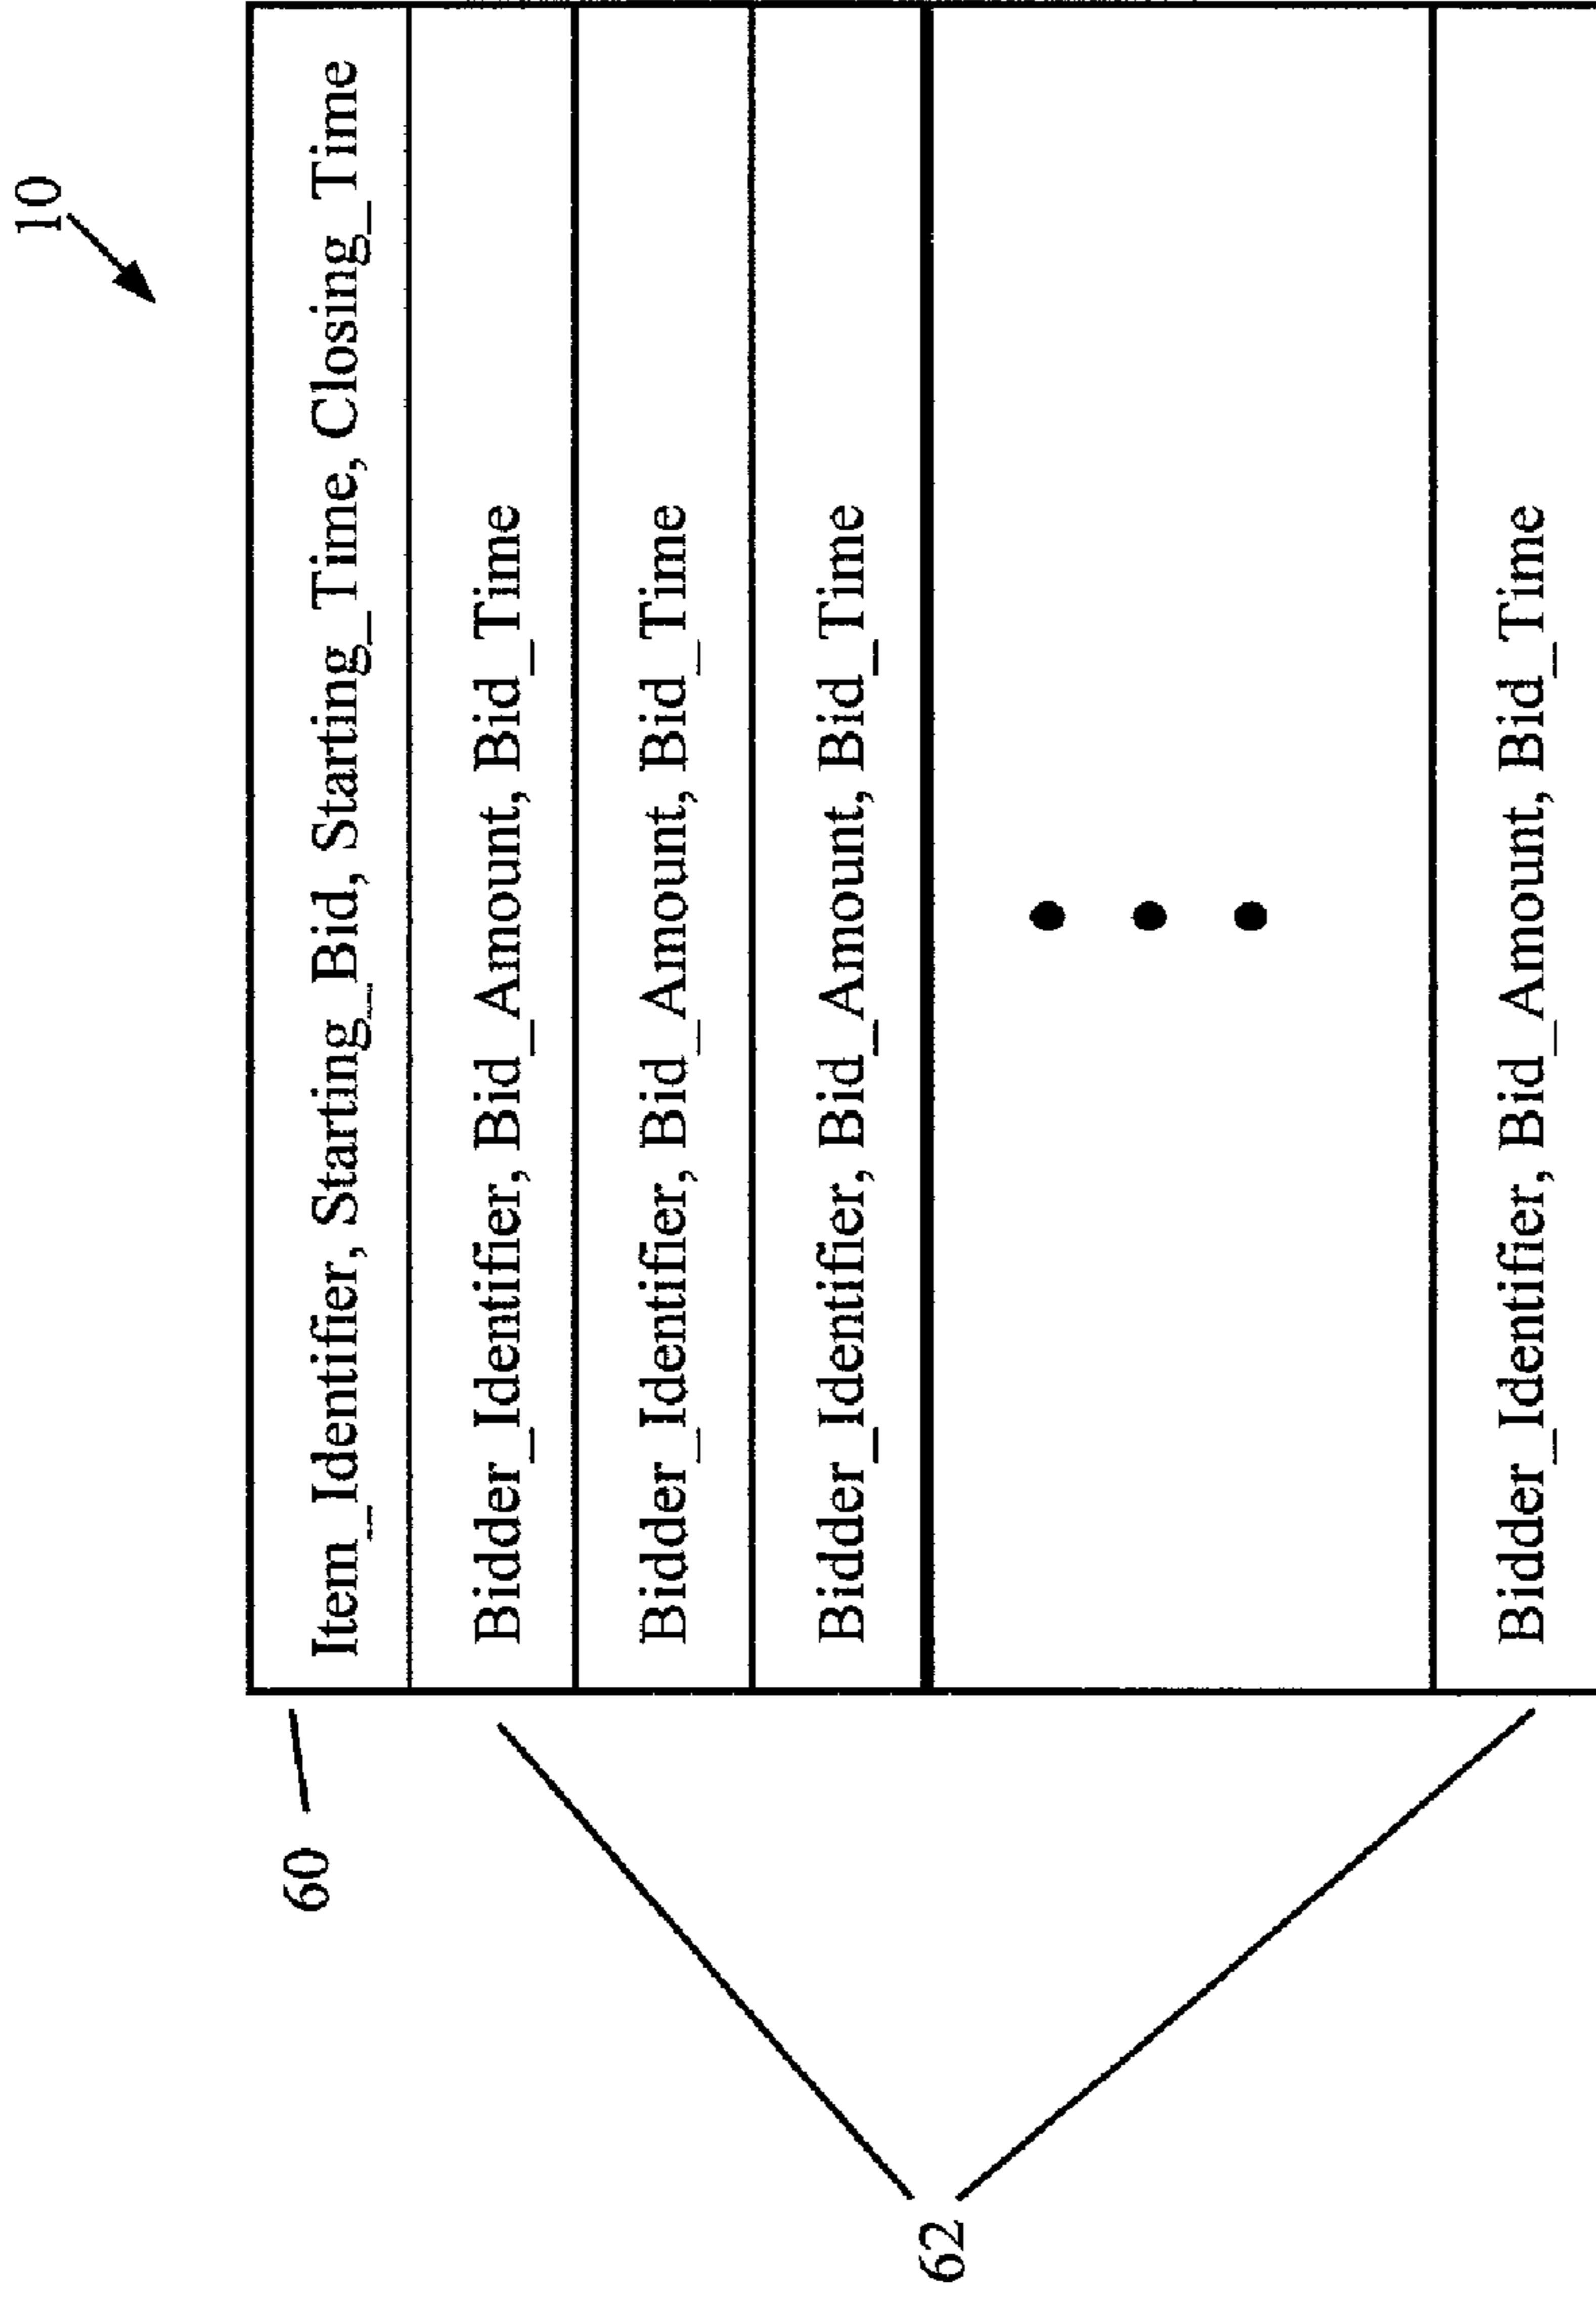 10
60
Item_Identifier, Starting_Bid, Starting_Time, Closing_Time
Bidder_Identifier, Bid_Amount, Bid_Time
Bidder_Identifier, Bid_Amount, Bid_Time
Bidder_Identifier, Bid_Amount, Bid_Time
62
Bidder_Identifier, Bid_Amount, Bid_Time